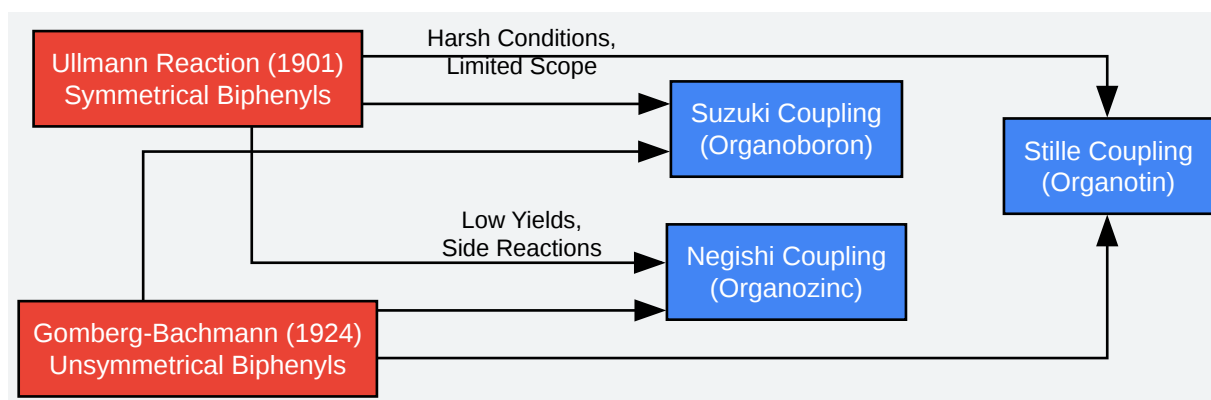 Ullmann Reaction (1901)
Symmetrical Biphenyls
Harsh Conditions,
Limited Scope
Suzuki Coupling
(Organoboron)
Stille Coupling
(Organotin)
Low Yields,
Side Reactions
Negishi Coupling
(Organozinc)
Gomberg-Bachmann (1924)
Unsymmetrical Biphenyls